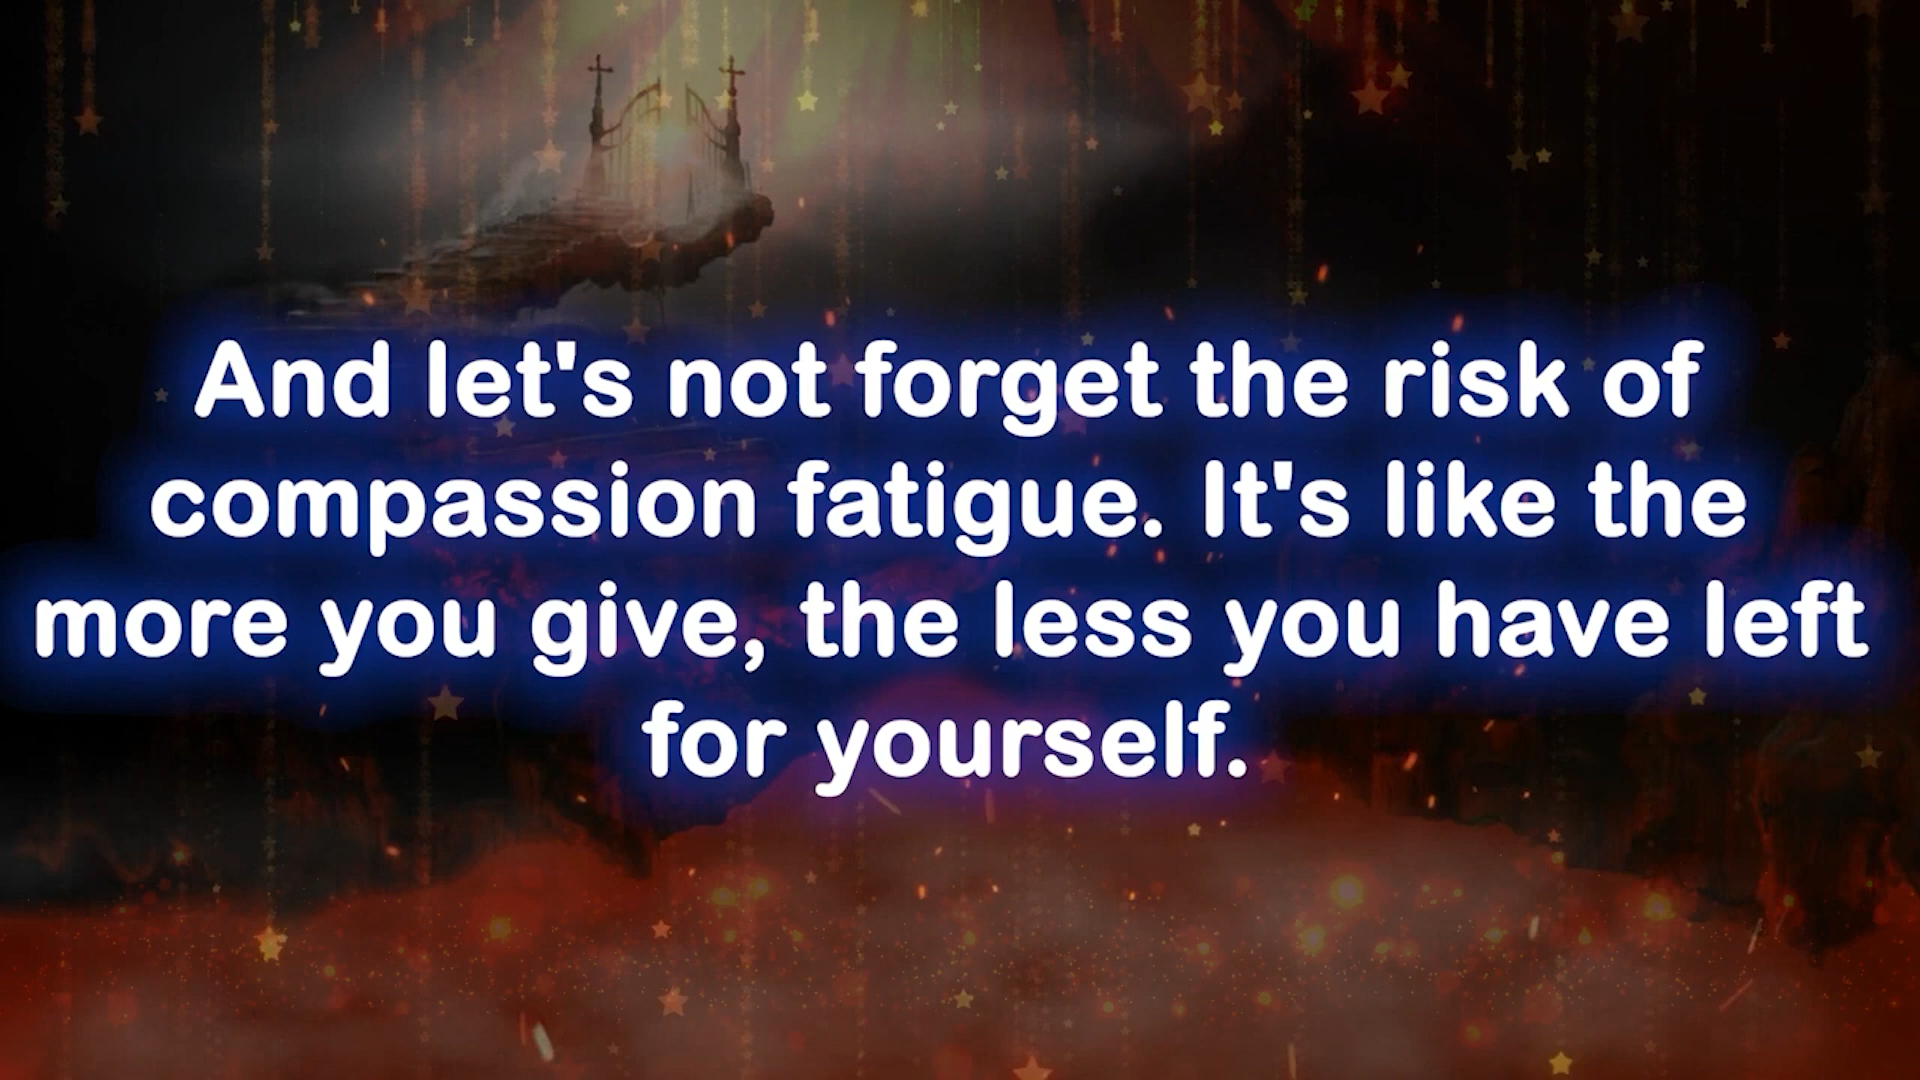 And let's not forget the risk of
compassion fatigue. It's like the
more you give, the less you have left
for yourself.